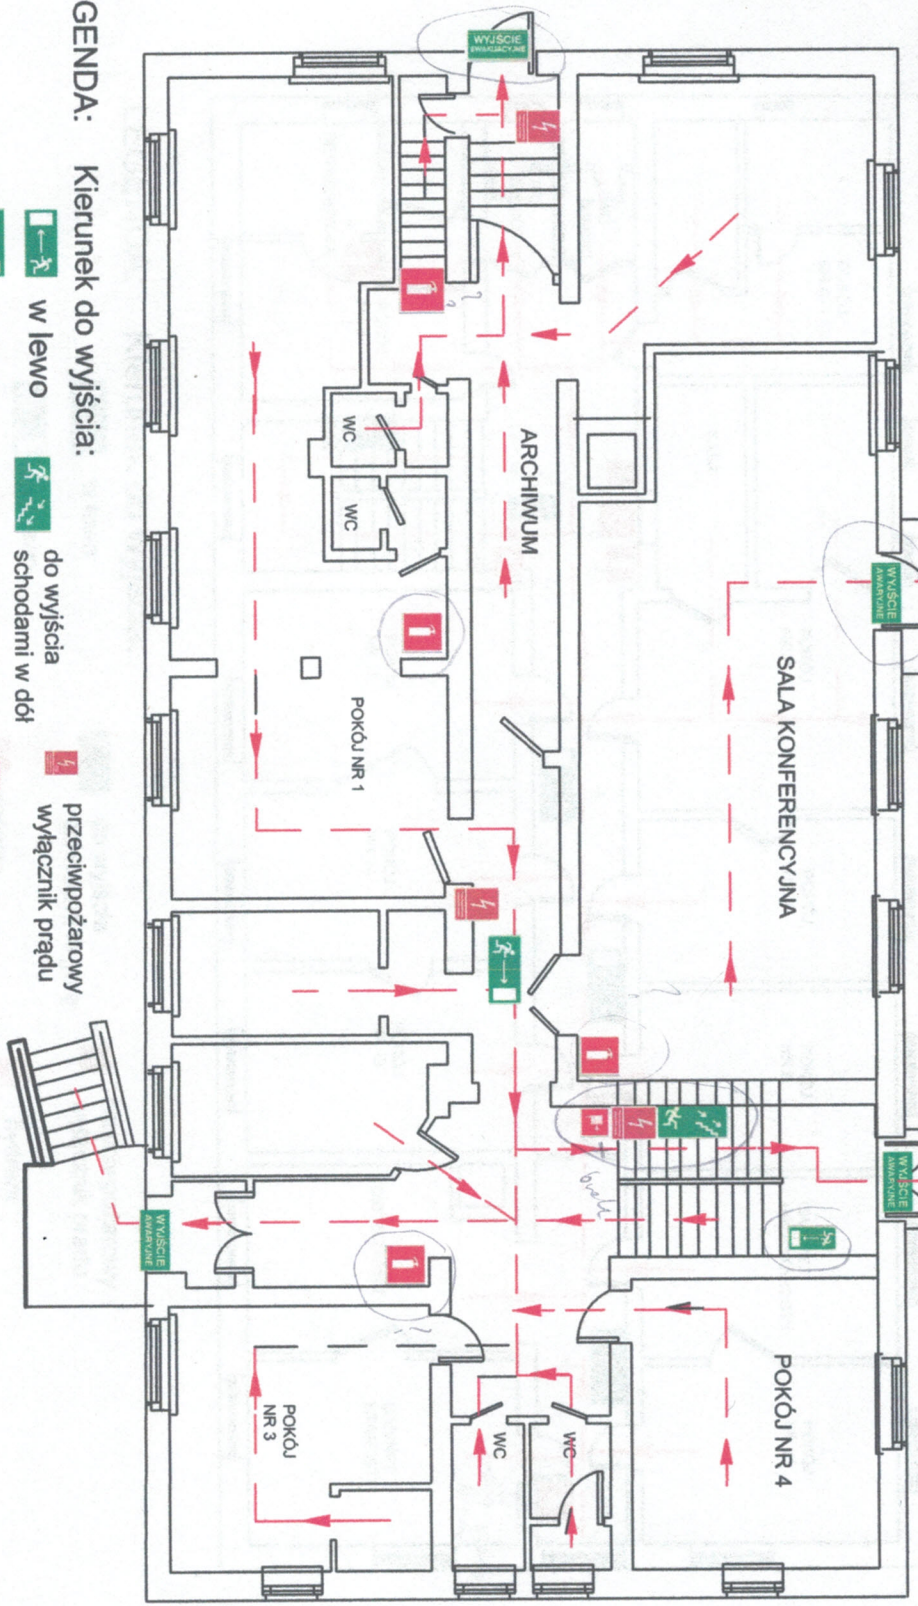 WYJŚCIE
EWAKUACYJNE
ARCHIWUM
WC
WC
WYJŚCIE
AWARYJNE
SALA KONFERENCYJNA
POKÓJ NR 1
WYJŚCIE
AWARYJNE
WYJŚCIE
AWARYJNE
POKÓJ
NR 3
WC
WC
POKÓJ NR 4
GENDA: Kierunek do wyjścia:
w lewo
do wyjścia
schodami w dół
przeciwpożarowy
wyłącznik prądu